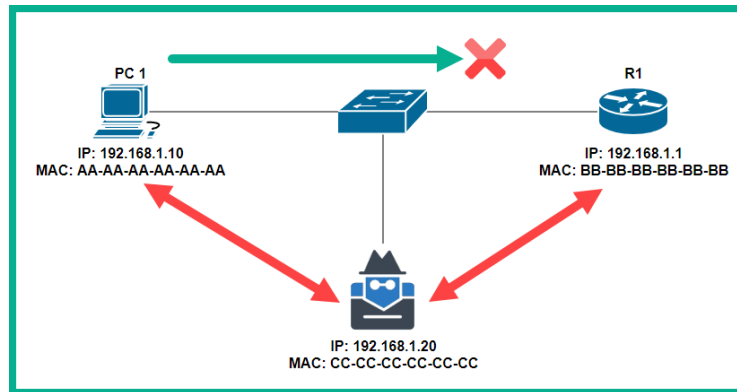 PC 1
R1
IP: 192.168.1.10
MAC: AA-AA-AA-AA-AA-AA
IP: 192.168.1.1
MAC: BB-BB-BB-BB-BB-BB
IP: 192.168.1.20
MAC: CC-CC-CC-CC-CC-CC